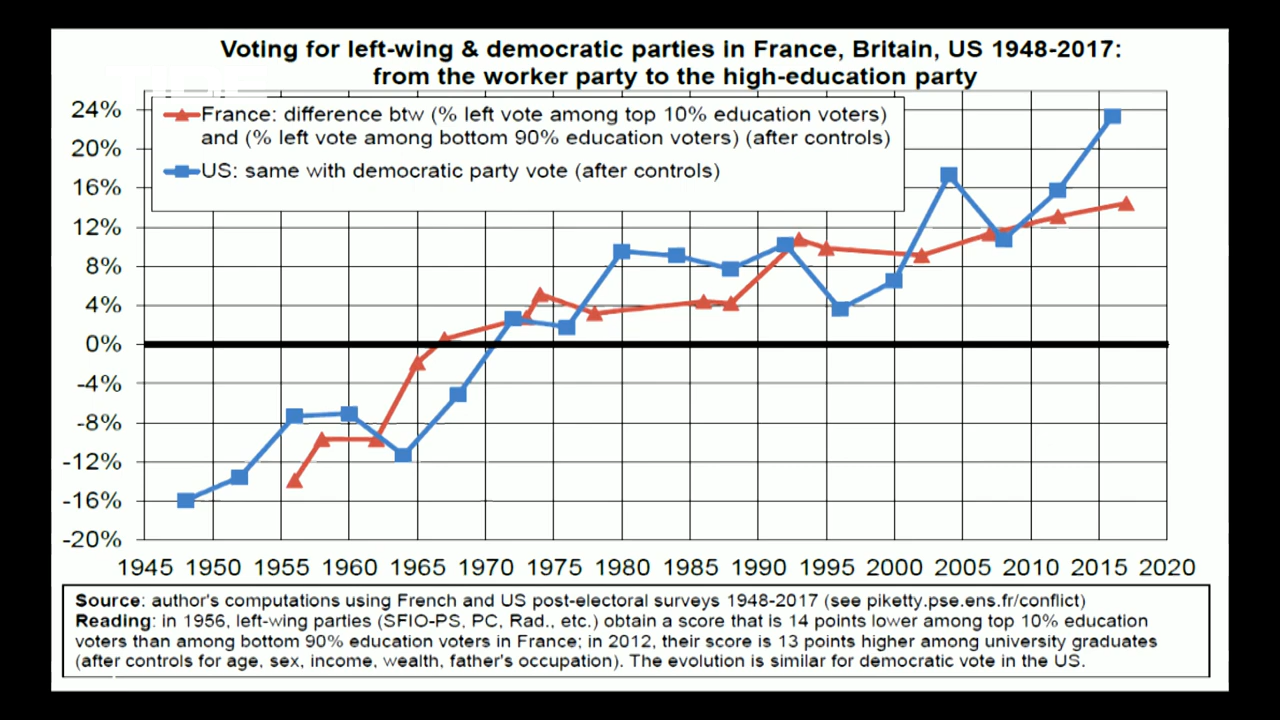 Voting for left-wing & democratic parties in France, Britain, US 1948-2017:
from the worker party to the high-education party
France: difference btw (% left vote among top 10% education voters)
and (% left vote among bottom 90% education voters) (after controls)
US: same with democratic party vote (after controls)
24%
20%
16%
12%
8%
4%
0%
-4%
-8%
-12%
-16%
-20%
1945 1950 1955 1960 1965 1970 1975 1980 1985 1990 1995 2000 2005 2010 2015 2020
Source: author's computations using French and US post-electoral surveys 1948-2017 (see piketty.pse.ens.fr/conflict)
Reading: in 1956, left-wing parties (SFIO-PS, PC, Rad., etc.) obtain a score that is 14 points lower among top 10% education
voters than among bottom 90% education voters in France; in 2012, their score is 13 points higher among university graduates
(after controls for age, sex, income, wealth, father's occupation). The evolution is similar for democratic vote in the US.